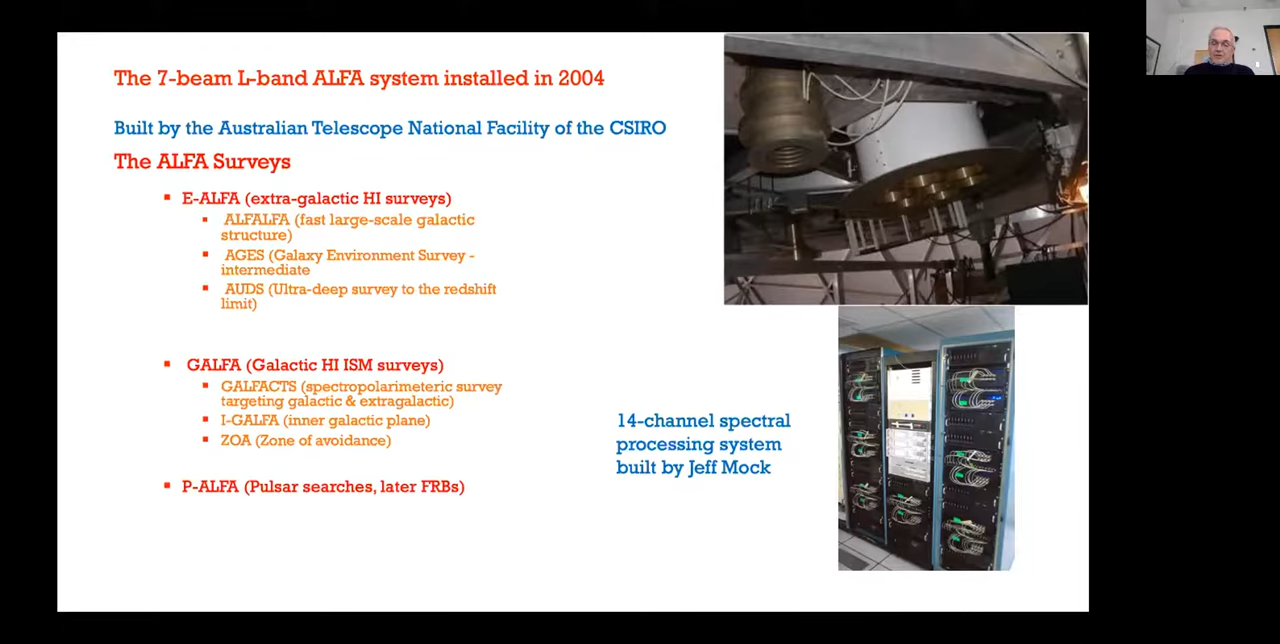 The 7-beam L-band ALFA system installed in 2004
Built by the Australian Telescope National Facility of the CSIRO
The ALFA Surveys
▪ E-ALFA (extra-galactic HI surveys)
▪ ALFALFA (fast large-scale galactic
structure)
▪ AGES (Galaxy Environment Survey -
intermediate
▪ AUDS (Ultra-deep survey to the redshift
limit)
▪ GALFA (Galactic HI ISM surveys)
▪ GALFACTS (spectropolarimeteric survey
targeting galactic & extragalactic)
▪ I-GALFA (inner galactic plane)
▪ ZOA (Zone of avoidance)
▪ P-ALFA (Pulsar searches, later FRBs)
14-channel spectral
processing system
built by Jeff Mock